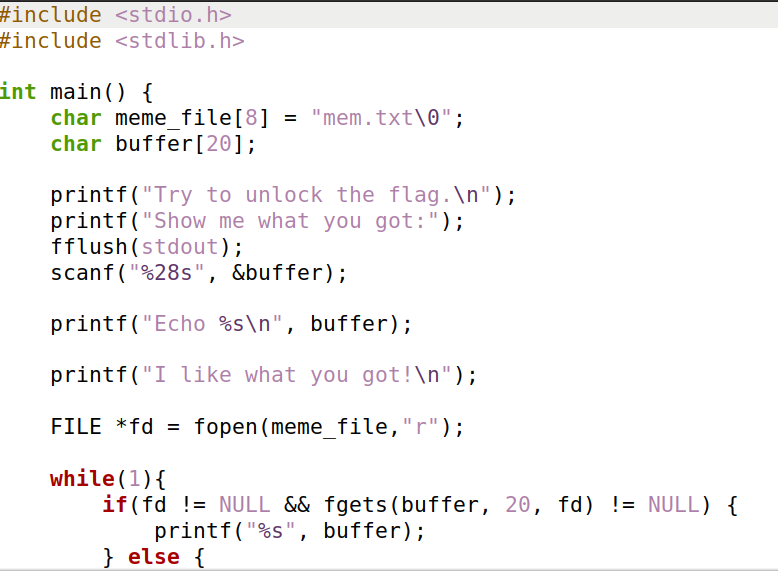 #include <stdio.h>
#include <stdlib.h>
int main() {
char meme_file[8] = "mem.txt\0";
char buffer[20];
printf("Try to unlock the flag.\n");
printf("Show me what you got:");
fflush(stdout);
scanf("%28s", &buffer);
printf("Echo %s\n", buffer);
printf("I like what you got!\n");
FILE *fd = fopen(meme_file,"r");
while(1){
if(fd != NULL && fgets(buffer, 20, fd) != NULL) {
printf("%s", buffer);
} else {